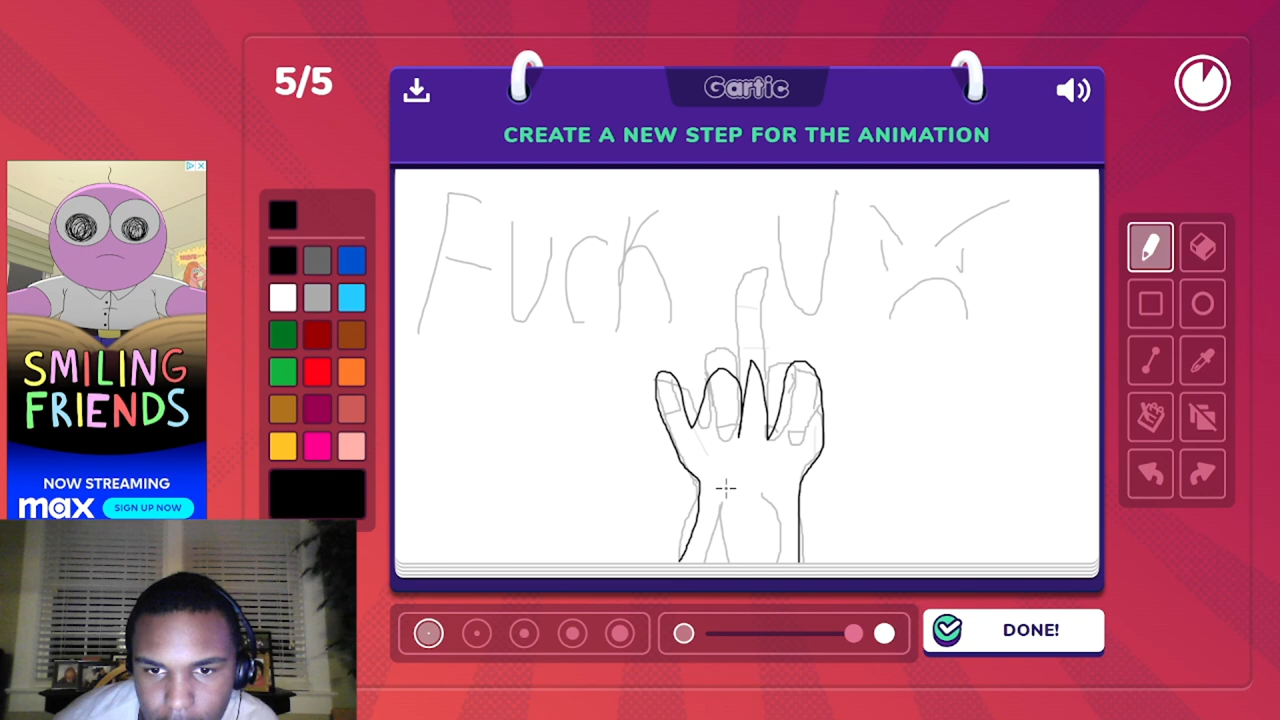 5/5
Gartic
CREATE A NEW STEP FOR THE ANIMATION
Fuck U
SMILING
FRIENDS
NOW STREAMING
max SIGN UP NOW
DONE!